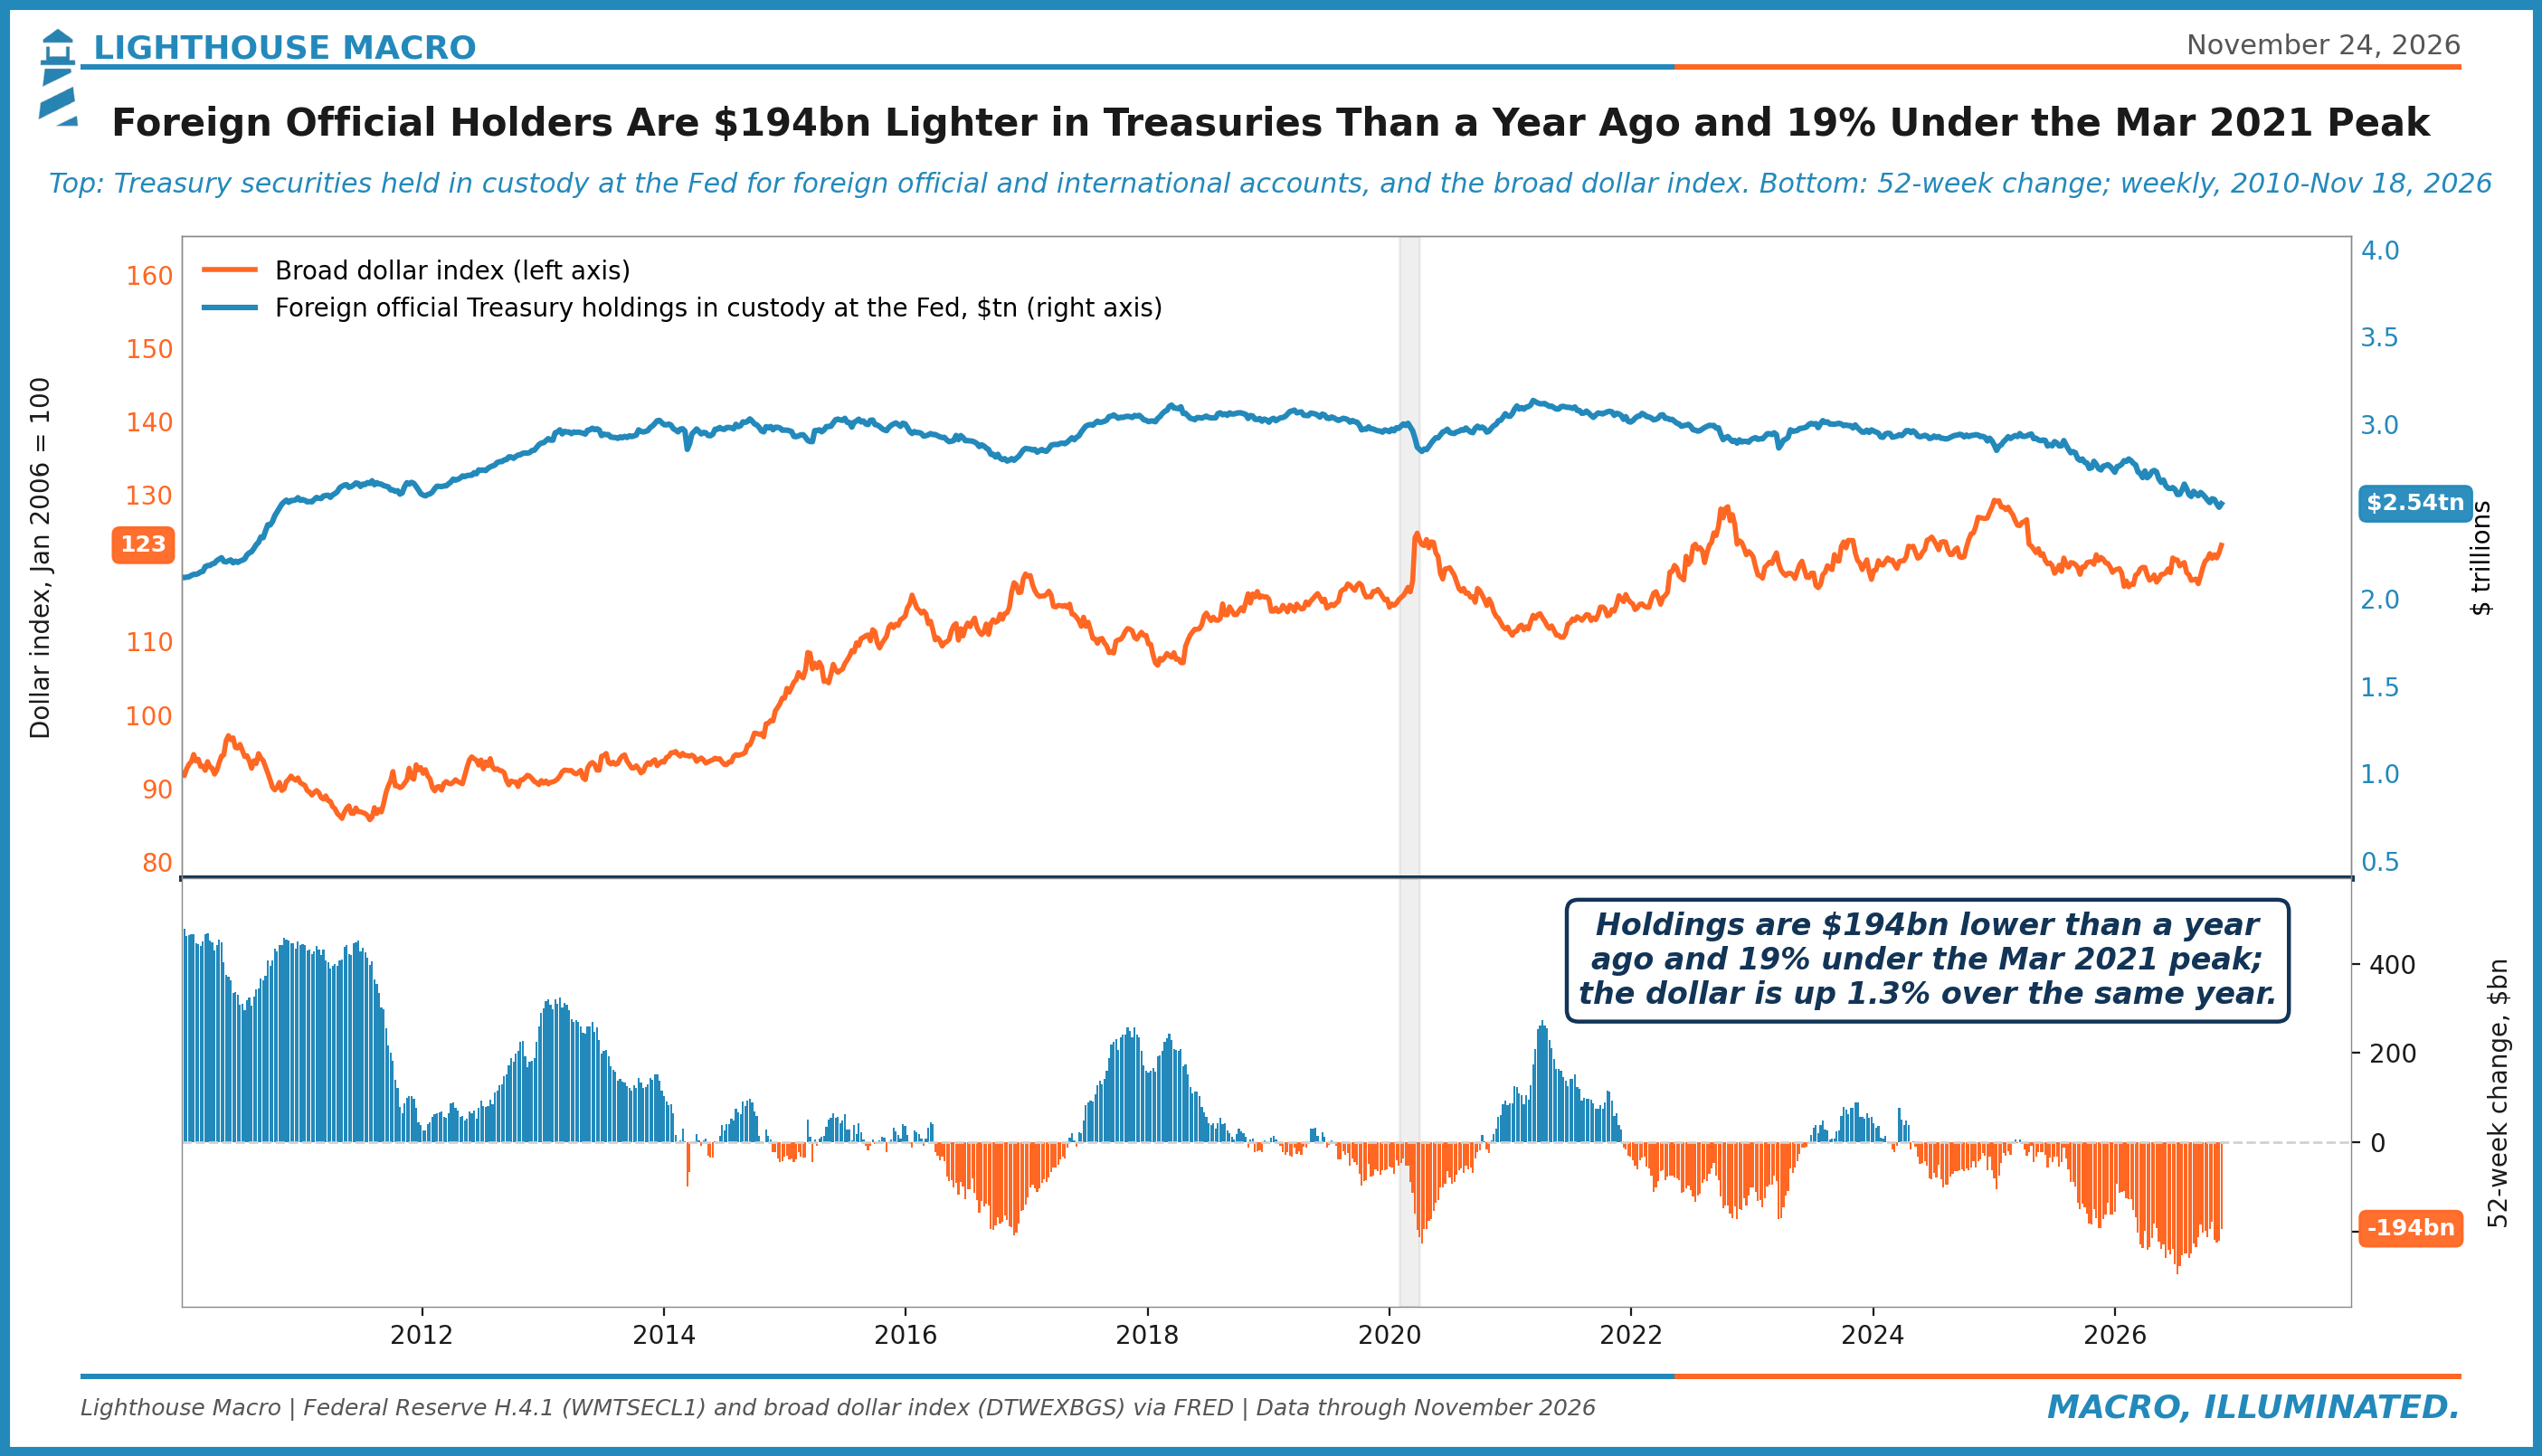 LIGHTHOUSE MACRO
November 24, 2026
Foreign Official Holders Are $194bn Lighter in Treasuries Than a Year Ago and 19% Under the Mar 2021 Peak
Top: Treasury securities held in custody at the Fed for foreign official and international accounts, and the broad dollar index. Bottom: 52-week change; weekly, 2010-Nov 18, 2026
Broad dollar index (left axis)
Foreign official Treasury holdings in custody at the Fed, $tn (right axis)
Dollar index, Jan 2006 = 100
160
150
140
130
123
110
100
90
80
4.0
3.5
3.0
$2.54tn
2.0
1.5
1.0
0.5
$ trillions
Holdings are $194bn lower than a year
ago and 19% under the Mar 2021 peak;
the dollar is up 1.3% over the same year.
400
200
0
-194bn
52-week change, $bn
2012
2014
2016
2018
2020
2022
2024
2026
Lighthouse Macro | Federal Reserve H.4.1 (WMTSECL1) and broad dollar index (DTWEXBGS) via FRED | Data through November 2026
MACRO, ILLUMINATED.